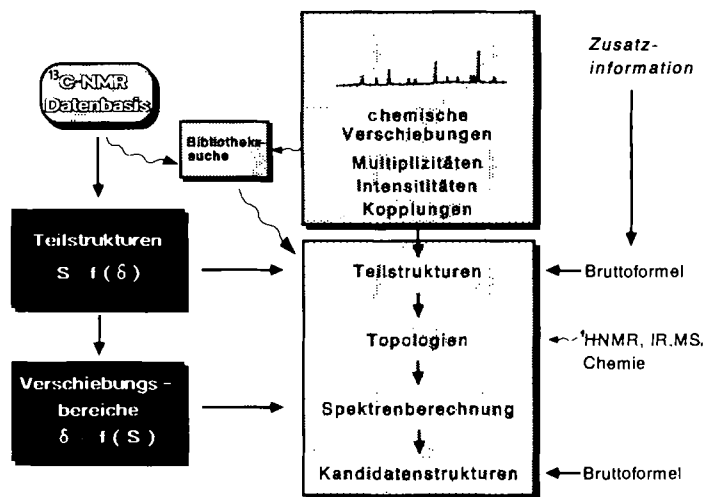 ¹³C-NMR
Datenbasis
Bibliotheks-
suche
chemische
Verschiebungen
Multiplizitäten
Intensitäten
Kopplungen
Zusatz-
information
Teilstrukturen
S f ( δ )
Verschiebungs -
bereiche
δ f ( S )
Teilstrukturen
Topologien
Spektrenberechnung
Kandidatenstrukturen
Bruttoformel
¹HNMR, IR,MS,
Chemie
Bruttoformel